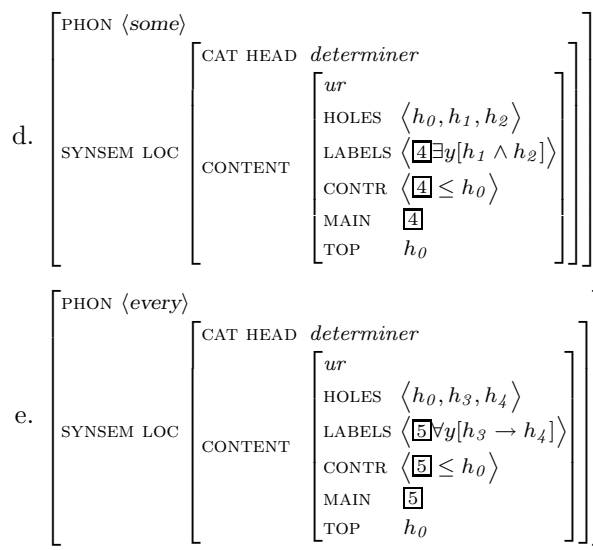 d.
PHON ⟨some⟩
SYNSEM LOC
CAT HEAD determiner
CONTENT
ur
HOLES ⟨h₀, h₁, h₂⟩
LABELS ⟨4∃y[h₁ ∧ h₂]⟩
CONTR ⟨4 ≤ h₀⟩
MAIN 4
TOP h₀
e.
PHON ⟨every⟩
SYNSEM LOC
CAT HEAD determiner
CONTENT
ur
HOLES ⟨h₀, h₃, h₄⟩
LABELS ⟨5∀y[h₃ → h₄]⟩
CONTR ⟨5 ≤ h₀⟩
MAIN 5
TOP h₀